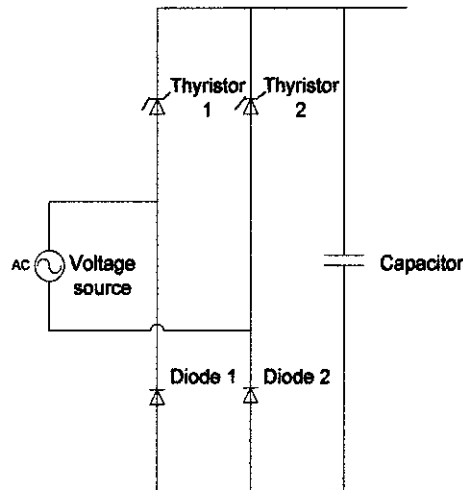 Thyristor
1
Thyristor
2
AC
Voltage
source
Capacitor
Diode 1
Diode 2